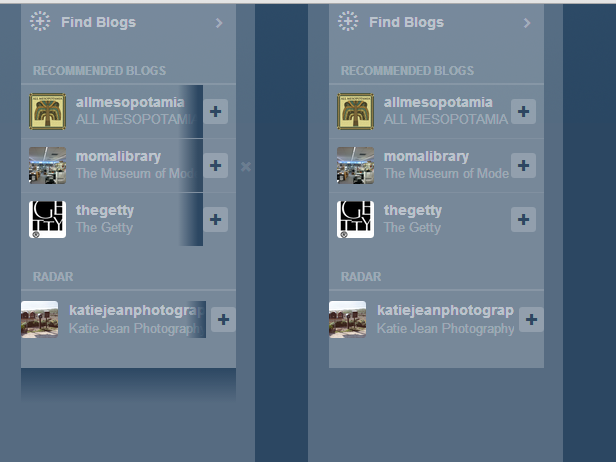 Find Blogs
RECOMMENDED BLOGS
allmesopotamia
ALL MESOPOTAMI
momalibrary
The Museum of Mode
thegetty
The Getty
RADAR
katiejeanphotograp
Katie Jean Photograph
Find Blogs
RECOMMENDED BLOGS
allmesopotamia
ALL MESOPOTAMIA
momalibrary
The Museum of Mode
thegetty
The Getty
RADAR
katiejeanphotograp
Katie Jean Photography